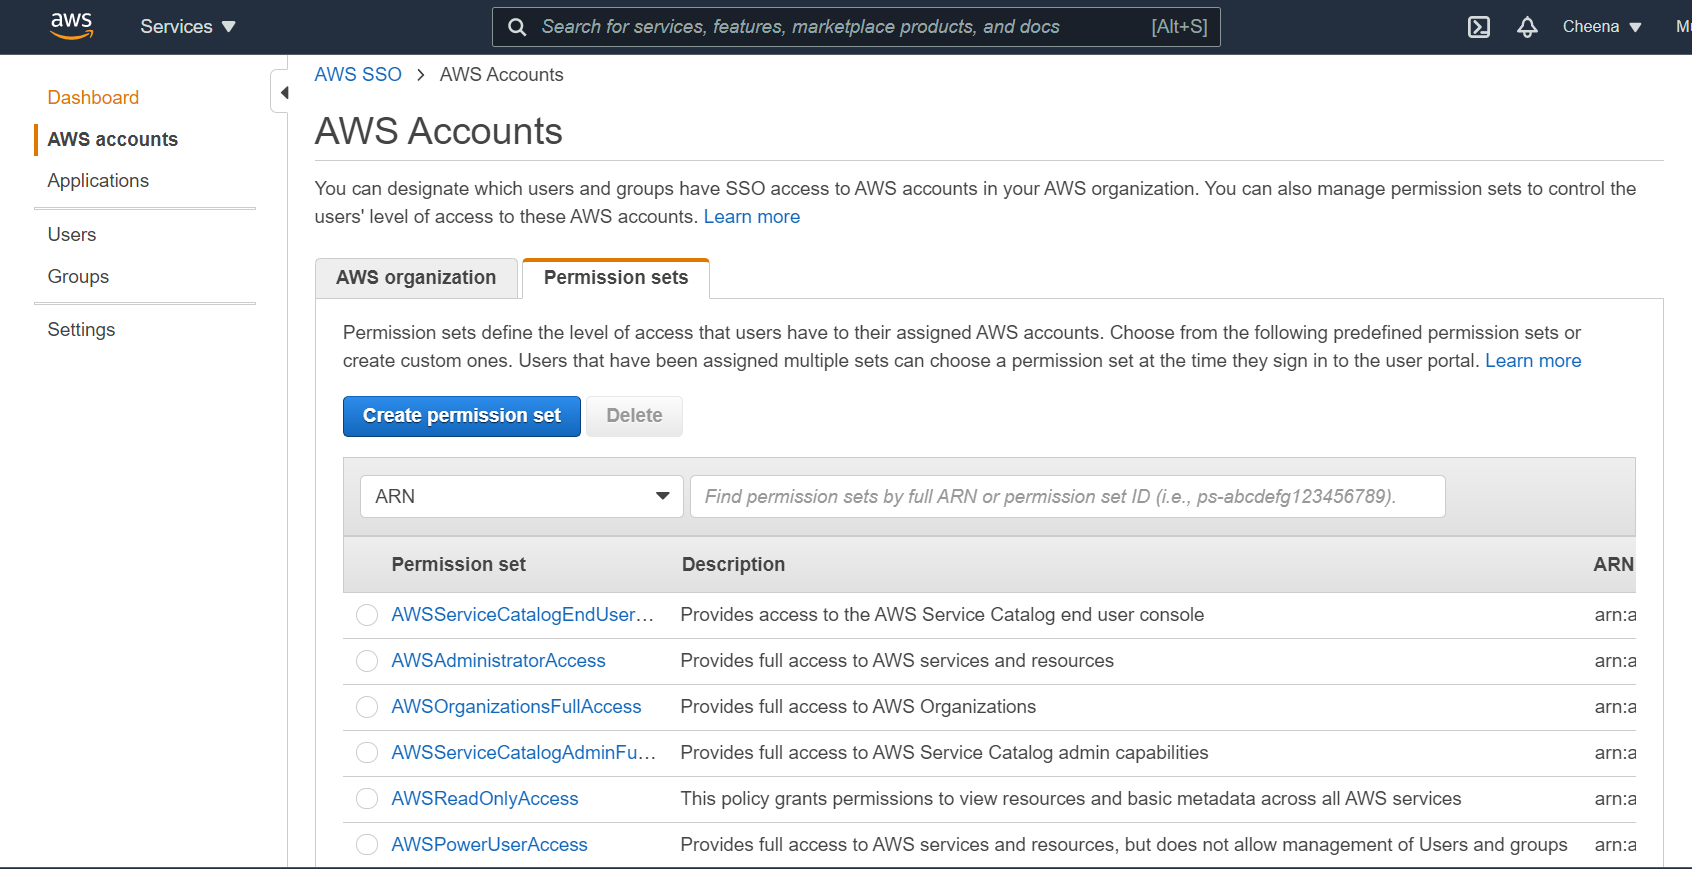 aws Services Search for services, features, marketplace products, and docs [Alt+S] Cheena
AWS SSO > AWS Accounts
Dashboard
AWS accounts
Applications
Users
Groups
Settings
AWS Accounts
You can designate which users and groups have SSO access to AWS accounts in your AWS organization. You can also manage permission sets to control the
users' level of access to these AWS accounts. Learn more
AWS organization Permission sets
Permission sets define the level of access that users have to their assigned AWS accounts. Choose from the following predefined permission sets or
create custom ones. Users that have been assigned multiple sets can choose a permission set at the time they sign in to the user portal. Learn more
Create permission set Delete
ARN Find permission sets by full ARN or permission set ID (i.e., ps-abcdefg123456789).
Permission set Description ARN
AWSServiceCatalogEndUser... Provides access to the AWS Service Catalog end user console arn:a
AWSAdministratorAccess Provides full access to AWS services and resources arn:a
AWSOrganizationsFullAccess Provides full access to AWS Organizations arn:a
AWSServiceCatalogAdminFu... Provides full access to AWS Service Catalog admin capabilities arn:a
AWSReadOnlyAccess This policy grants permissions to view resources and basic metadata across all AWS services arn:a
AWSPowerUserAccess Provides full access to AWS services and resources, but does not allow management of Users and groups arn:a